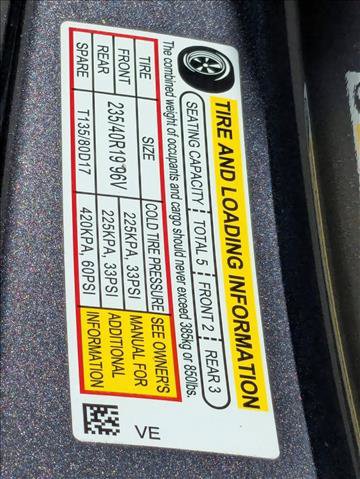 TIRE AND LOADING INFORMATION
SEATING CAPACITY TOTAL 5 FRONT 2 REAR 3
The combined weight of occupants and cargo should never exceed 385kg or 850lbs.
TIRE SIZE COLD TIRE PRESSURE
FRONT 235/40R19 96V 225KPA, 33PSI
REAR 225KPA, 33PSI
SPARE T135/80D17 420KPA, 60PSI
SEE OWNER'S
MANUAL FOR
ADDITIONAL
INFORMATION
VE